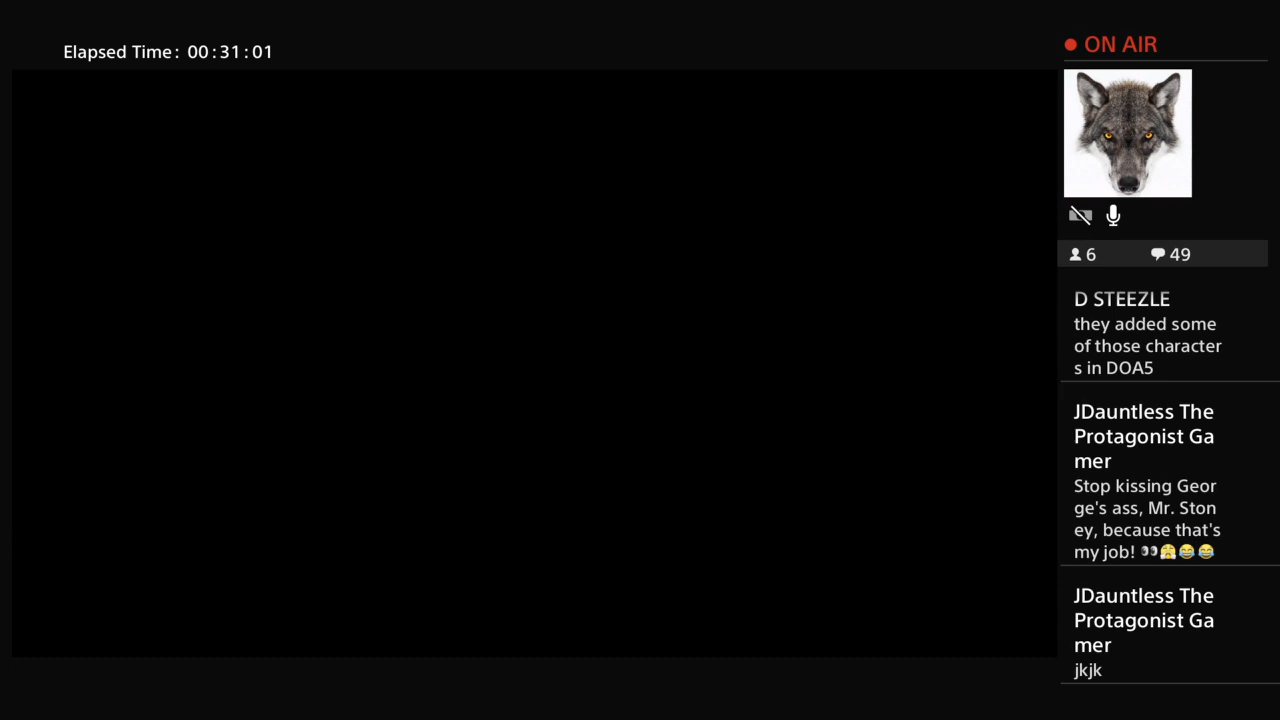 Elapsed Time: 00:31:01
ON AIR
6 49
D STEEZLE
they added some
of those character
s in DOA5
JDauntless The
Protagonist Ga
mer
Stop kissing Geor
ge's ass, Mr. Ston
ey, because that's
my job! 👀😤😂😂
JDauntless The
Protagonist Ga
mer
jkjk